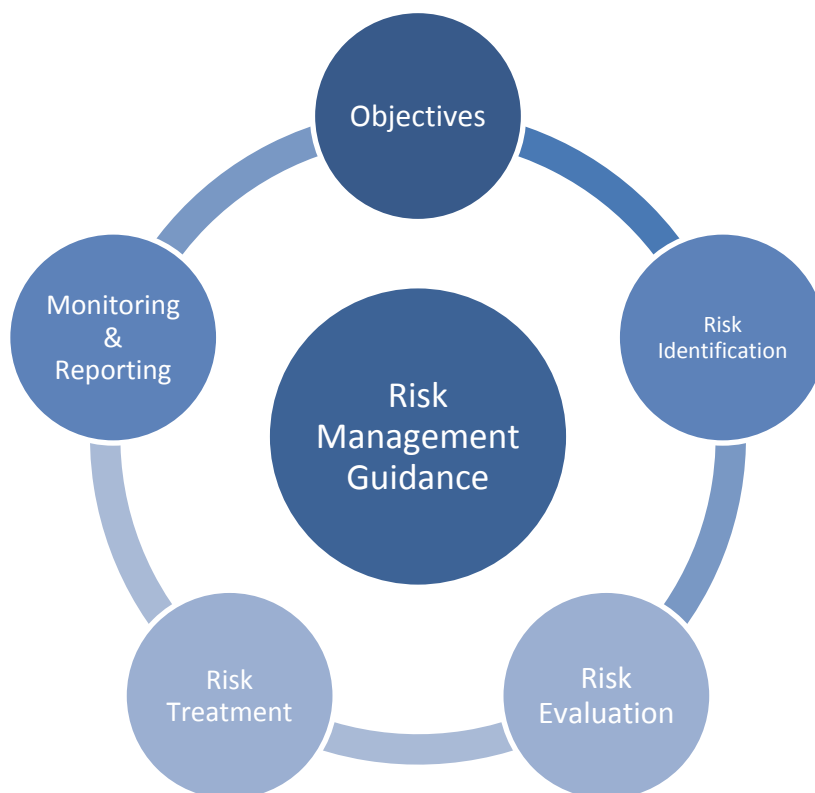 Objectives
Risk
Identification
Risk
Evaluation
Risk
Treatment
Monitoring
&
Reporting
Risk
Management
Guidance